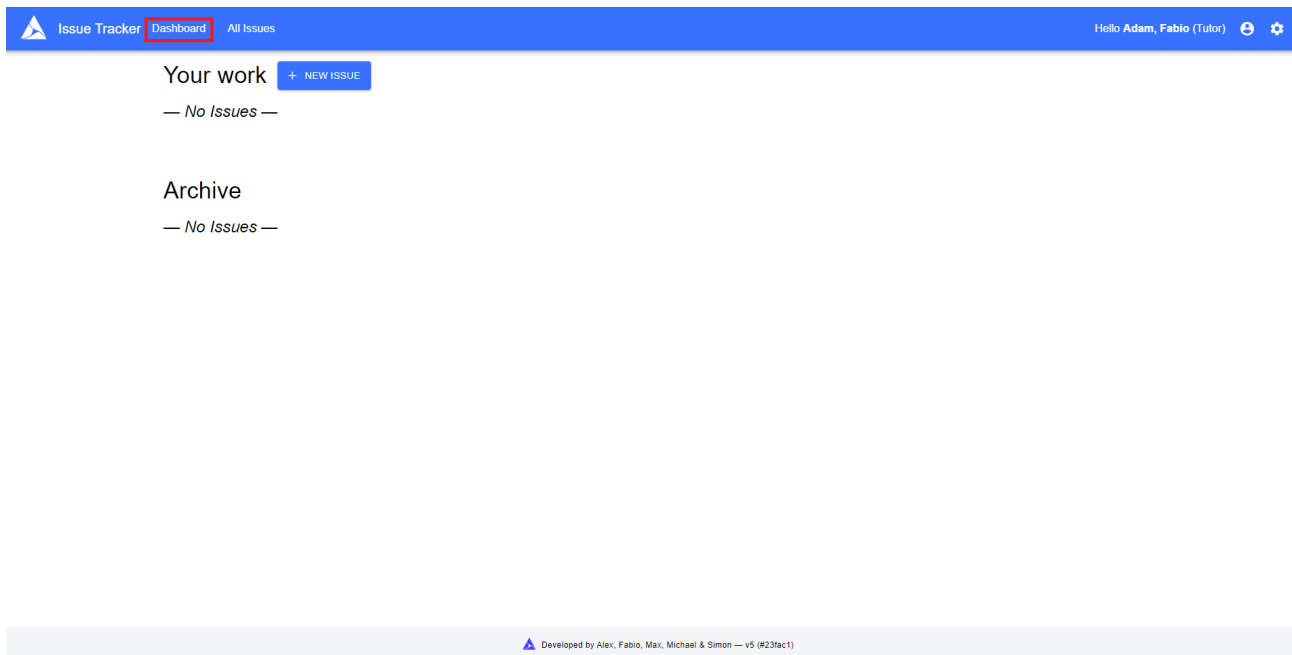 Issue Tracker Dashboard All Issues Hello Adam, Fabio (Tutor)
Your work + NEW ISSUE
— No Issues —
Archive
— No Issues —
Developed by Alex, Fabio, Max, Michael & Simon — v5 (#23fac1)